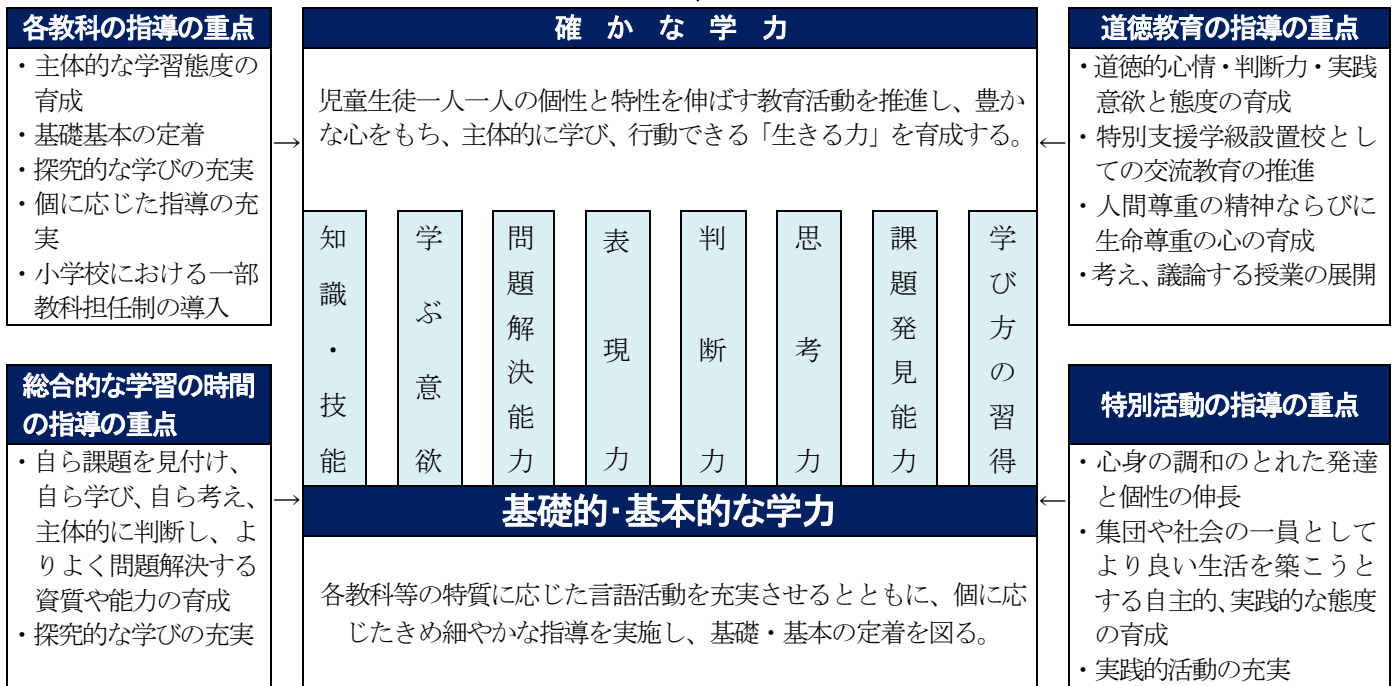 各教科の指導の重点
・主体的な学習態度の
育成
・基礎基本の定着
・探究的な学びの充実
・個に応じた指導の充
実
・小学校における一部
教科担任制の導入
総合的な学習の時間
の指導の重点
・自ら課題を見付け、
自ら学び、自ら考え、
主体的に判断し、よ
りよく問題解決する
資質や能力の育成
・探究的な学びの充実
→
→
確かな学力
児童生徒一人一人の個性と特性を伸ばす教育活動を推進し、豊か
な心をもち、主体的に学び、行動できる「生きる力」を育成する。
知識・技能
学ぶ意欲
問題解決能力
表現力
判断力
思考力
課題発見能力
学び方の習得
基礎的・基本的な学力
各教科等の特質に応じた言語活動を充実させるとともに、個に応
じたきめ細やかな指導を実施し、基礎・基本の定着を図る。
←
←
道徳教育の指導の重点
・道徳的心情・判断力・実践
意欲と態度の育成
・特別支援学級設置校とし
ての交流教育の推進
・人間尊重の精神ならびに
生命尊重の心の育成
・考え、議論する授業の展開
特別活動の指導の重点
・心身の調和のとれた発達
と個性の伸長
・集団や社会の一員として
より良い生活を築こうと
する自主的、実践的な態度
の育成
・実践的活動の充実